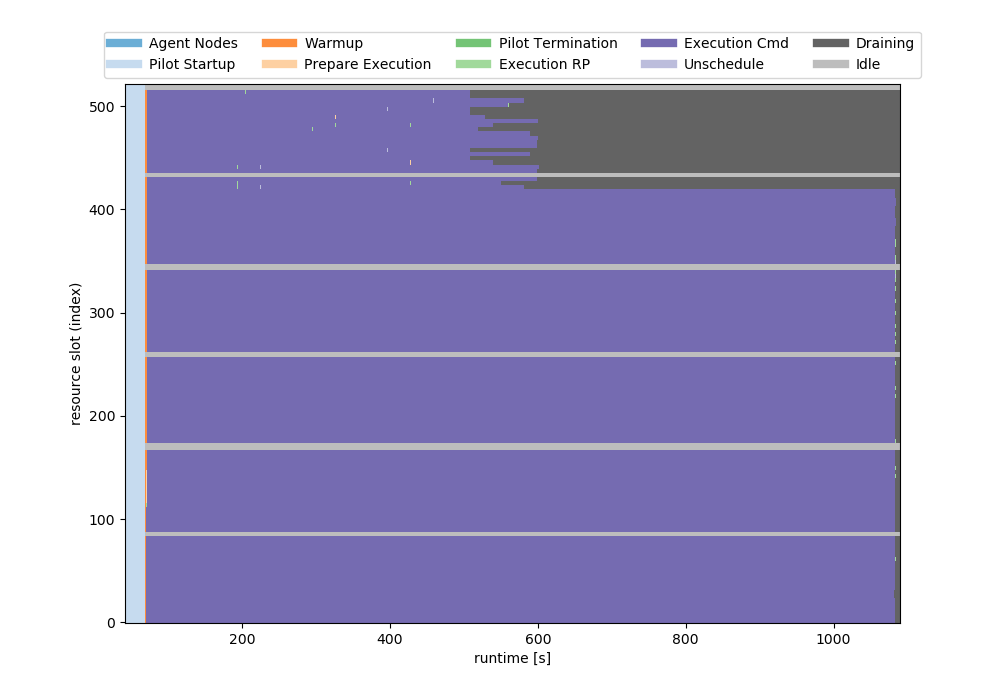 Agent Nodes Warmup Pilot Termination Execution Cmd Draining
Pilot Startup Prepare Execution Execution RP Unschedule Idle
500
400
300
200
100
0
resource slot (index)
200 400 600 800 1000
runtime [s]